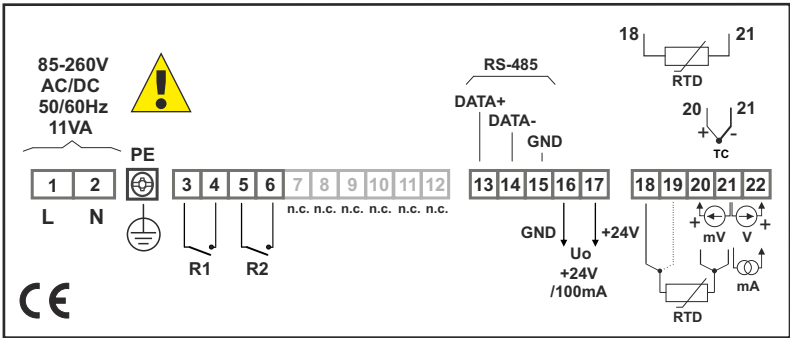 85-260V
AC/DC
50/60Hz
11VA
!
PE
1 2
L N
3 4 5 6 7 8 9 10 11 12
n.c. n.c. n.c. n.c. n.c. n.c.
R1 R2
CE
RS-485
DATA+
DATA-
GND
13 14 15 16 17
GND +24V
Uo
+24V
/100mA
18 21
RTD
20 21
+ -
TC
18 19 20 21 22
+ +
mV V
mA
RTD